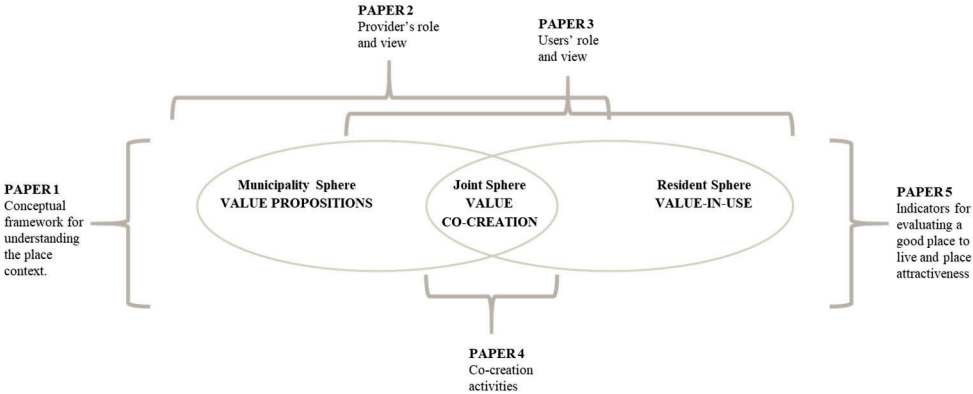 PAPER 2
Provider's role
and view
PAPER 3
Users' role
and view
PAPER 1
Conceptual
framework for
understanding
the place
context.
Municipality Sphere
VALUE PROPOSITIONS
Joint Sphere
VALUE
CO-CREATION
Resident Sphere
VALUE-IN-USE
PAPER 5
Indicators for
evaluating a
good place to
live and place
attractiveness
PAPER 4
Co-creation
activities